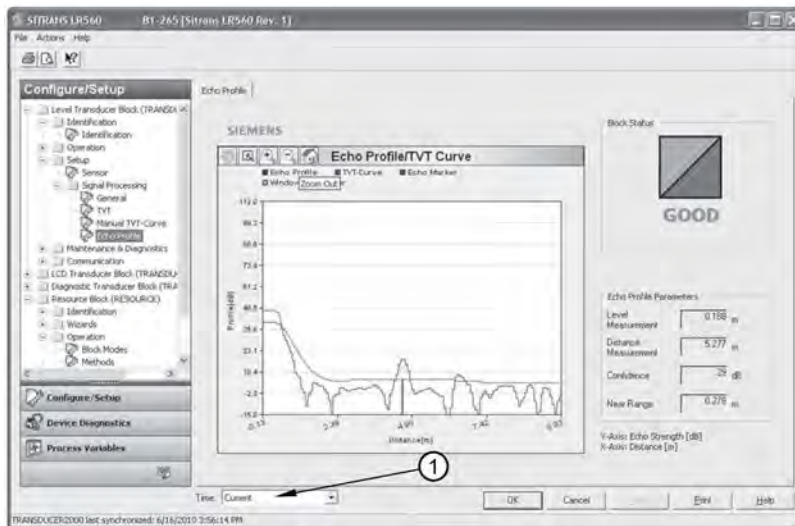 SITRANS LR560 B1-265 [Sitrans LR560 Rev. 1]
File Actions Help
Configure/Setup
Level Transducer Block (TRANSDU
Identification
Identification
Operation
Setup
Sensor
Signal Processing
General
TVT
Manual TVT-Curve
Echo Profile
Maintenance & Diagnostics
Communication
LCD Transducer Block (TRANSDU
Diagnostic Transducer Block (TRA
Resource Block (RESOURCE)
Identification
Wizards
Operation
Block Modes
Methods
Configure/Setup
Device Diagnostics
Process Variables
Echo Profile
SIEMENS
Echo Profile/TVT Curve
Echo Profile TVT-Curve Echo Marker
Window
Zoom Out
Profile[dB]
-15.0
Distance[m]
Block Status
GOOD
Echo Profile Parameters
Level Measurement 0.188 m
Distance Measurement 5.277 m
Confidence 29 dB
Near Range 0.278 m
Y-Axis: Echo Strength [dB]
X-Axis: Distance [m]
1
Time: Current
OK Cancel Print Help
TRANSDUCER2000 last synchronized: 6/16/2010 3:56:14 PM